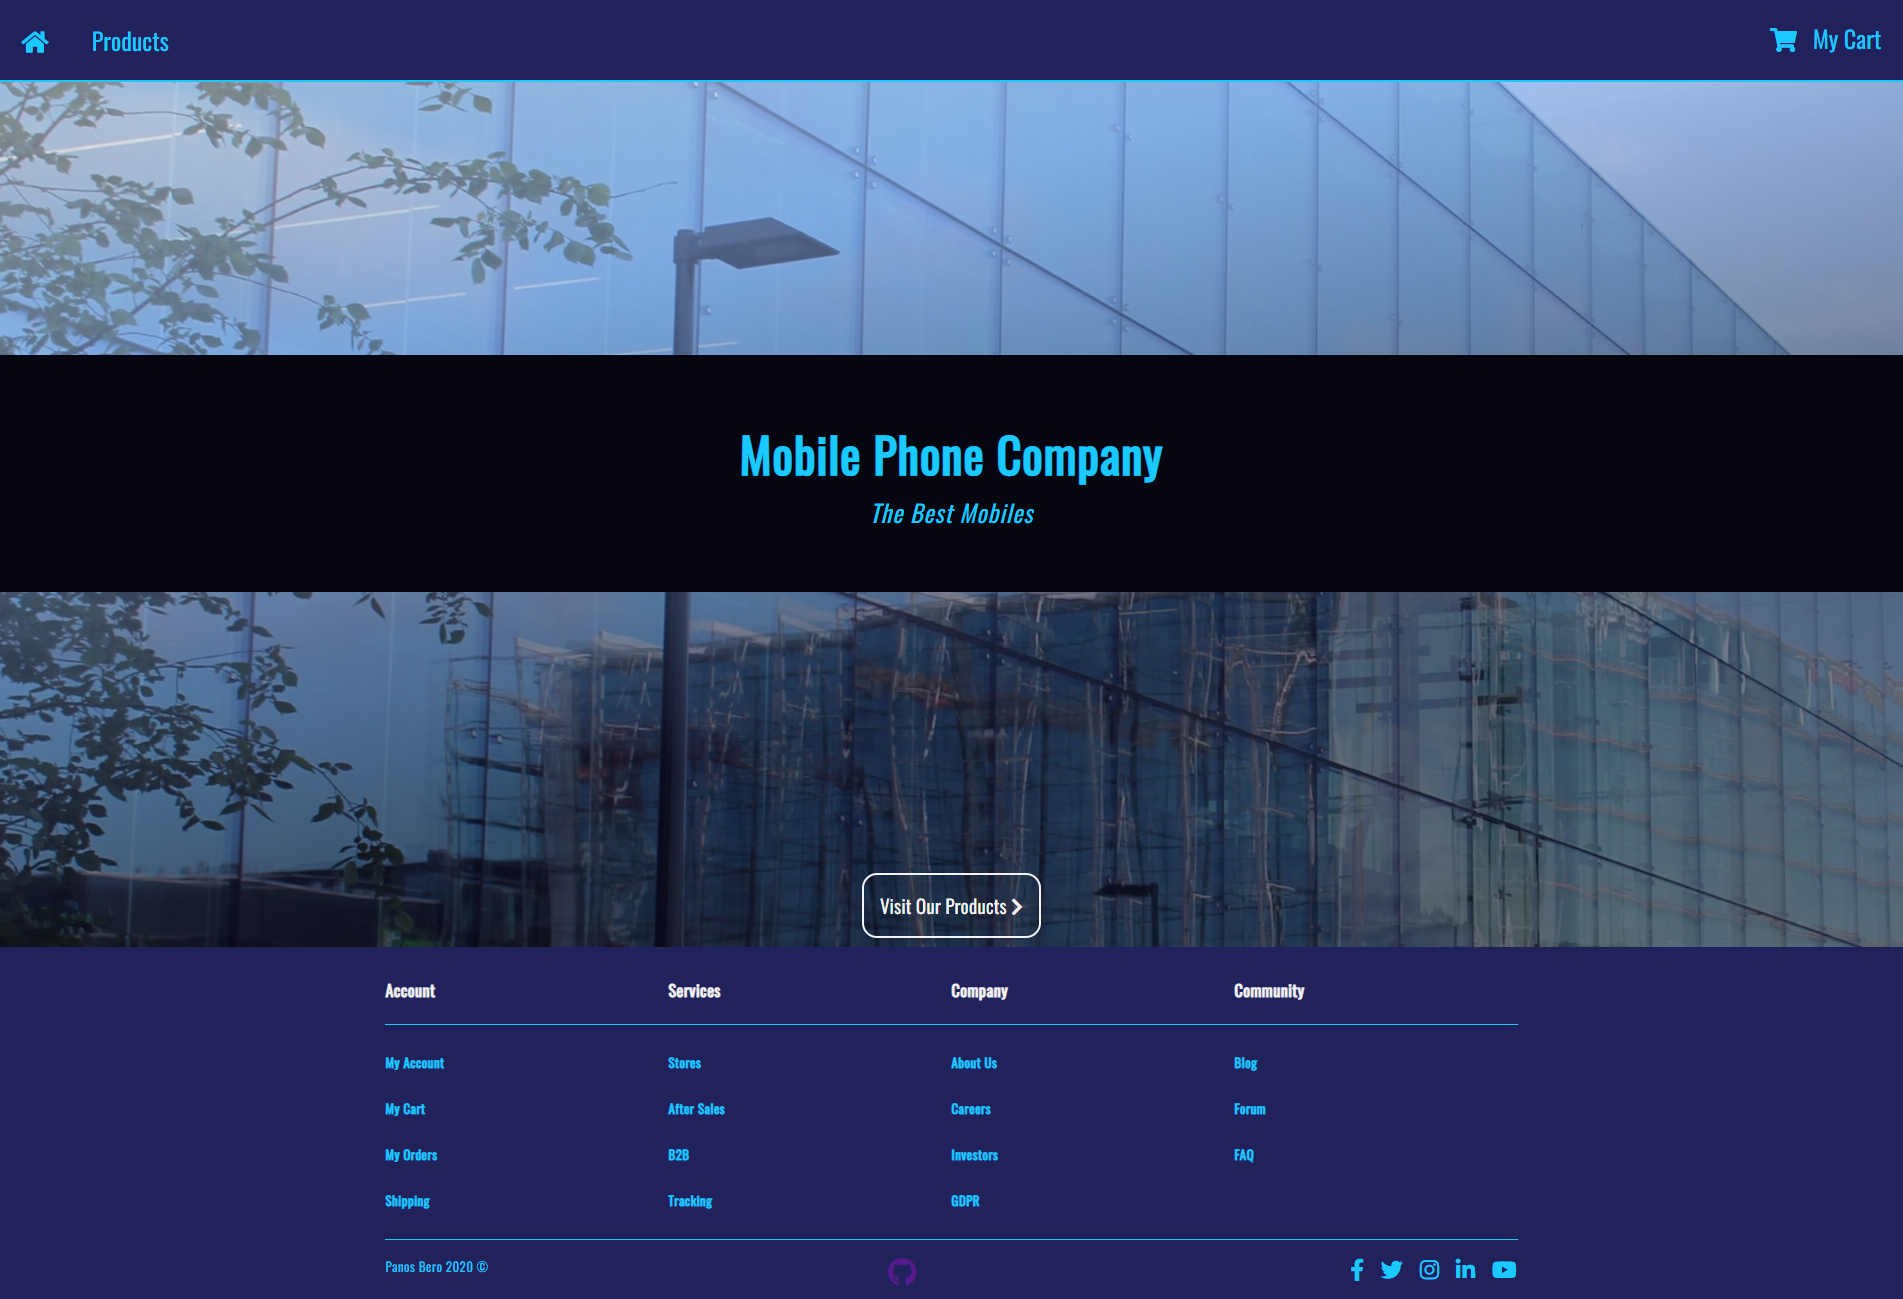 Products
My Cart
Mobile Phone Company
The Best Mobiles
Visit Our Products
Account
Services
Company
Community
My Account
Stores
About Us
Blog
My Cart
After Sales
Careers
Forum
My Orders
B2B
Investors
FAQ
Shipping
Tracking
GDPR
Panos Bero 2020 ©